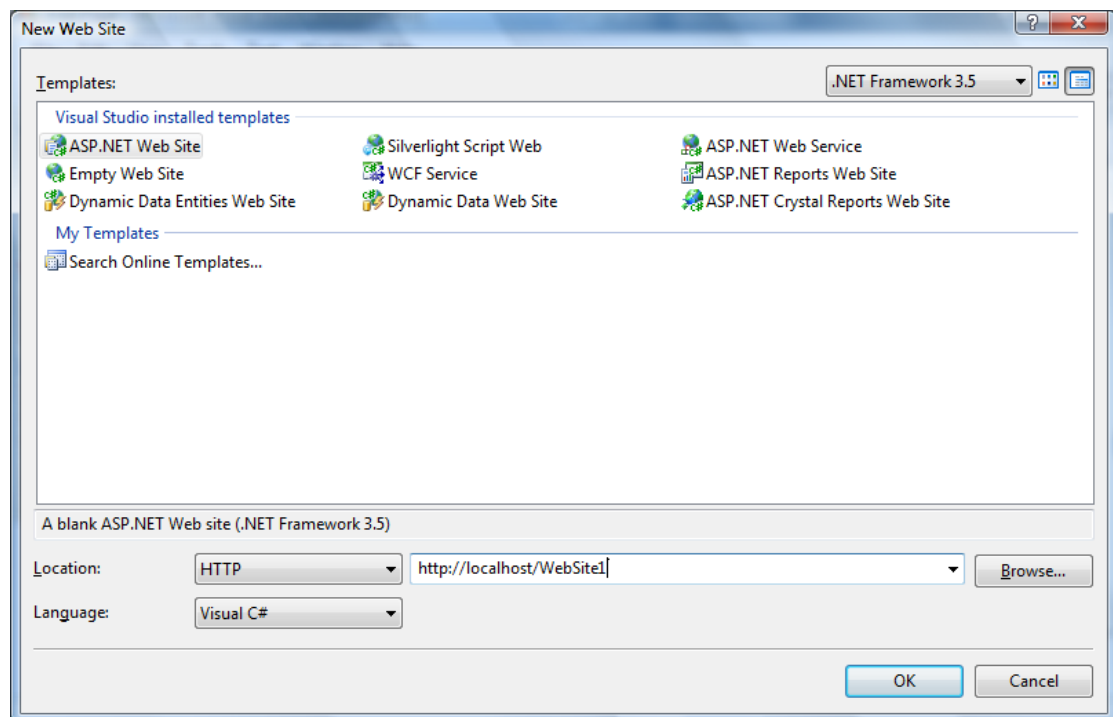 New Web Site
?
Templates:
.NET Framework 3.5
Visual Studio installed templates
ASP.NET Web Site
Silverlight Script Web
ASP.NET Web Service
Empty Web Site
WCF Service
ASP.NET Reports Web Site
Dynamic Data Entities Web Site
Dynamic Data Web Site
ASP.NET Crystal Reports Web Site
My Templates
Search Online Templates...
A blank ASP.NET Web site (.NET Framework 3.5)
Location:
HTTP
http://localhost/WebSite1
Browse...
Language:
Visual C#
OK
Cancel